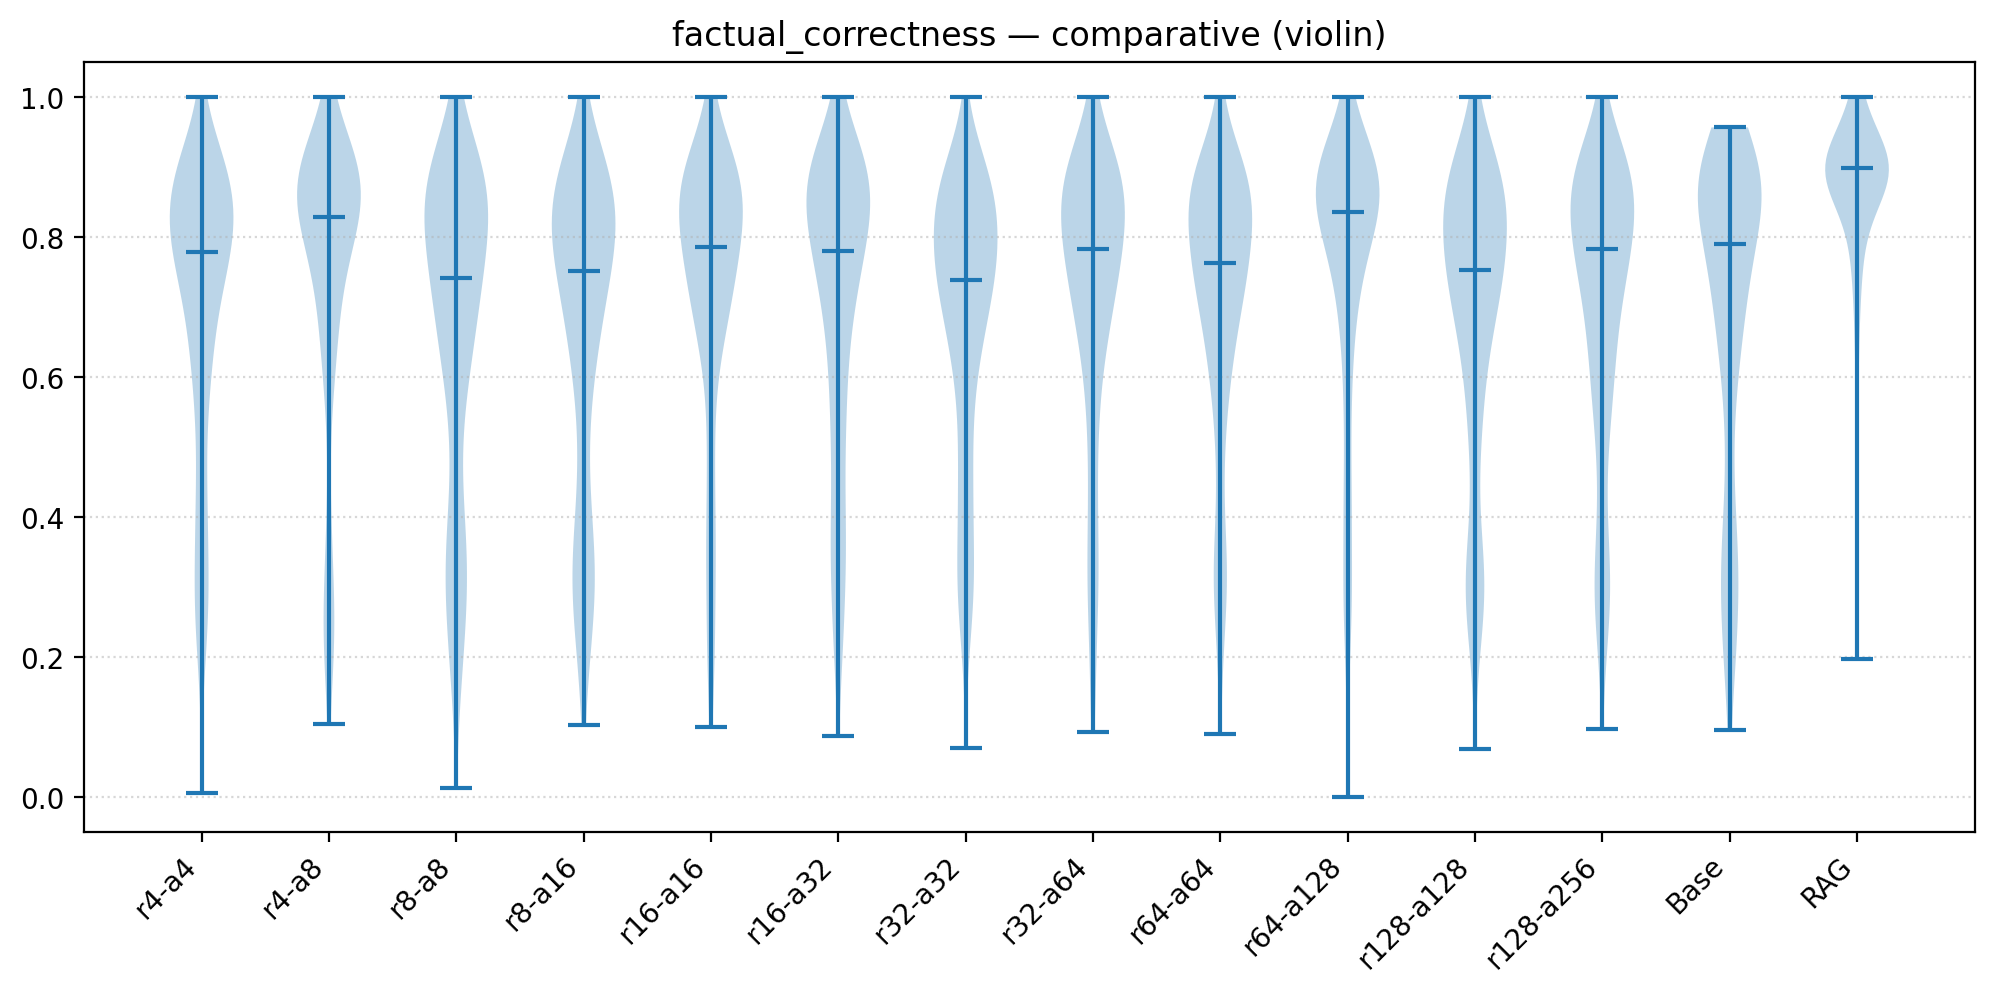 factual_correctness — comparative (violin)
1.0
0.8
0.6
0.4
0.2
0.0
r4-a4
r4-a8
r8-a8
r8-a16
r16-a16
r16-a32
r32-a32
r32-a64
r64-a64
r64-a128
r128-a128
r128-a256
Base
RAG